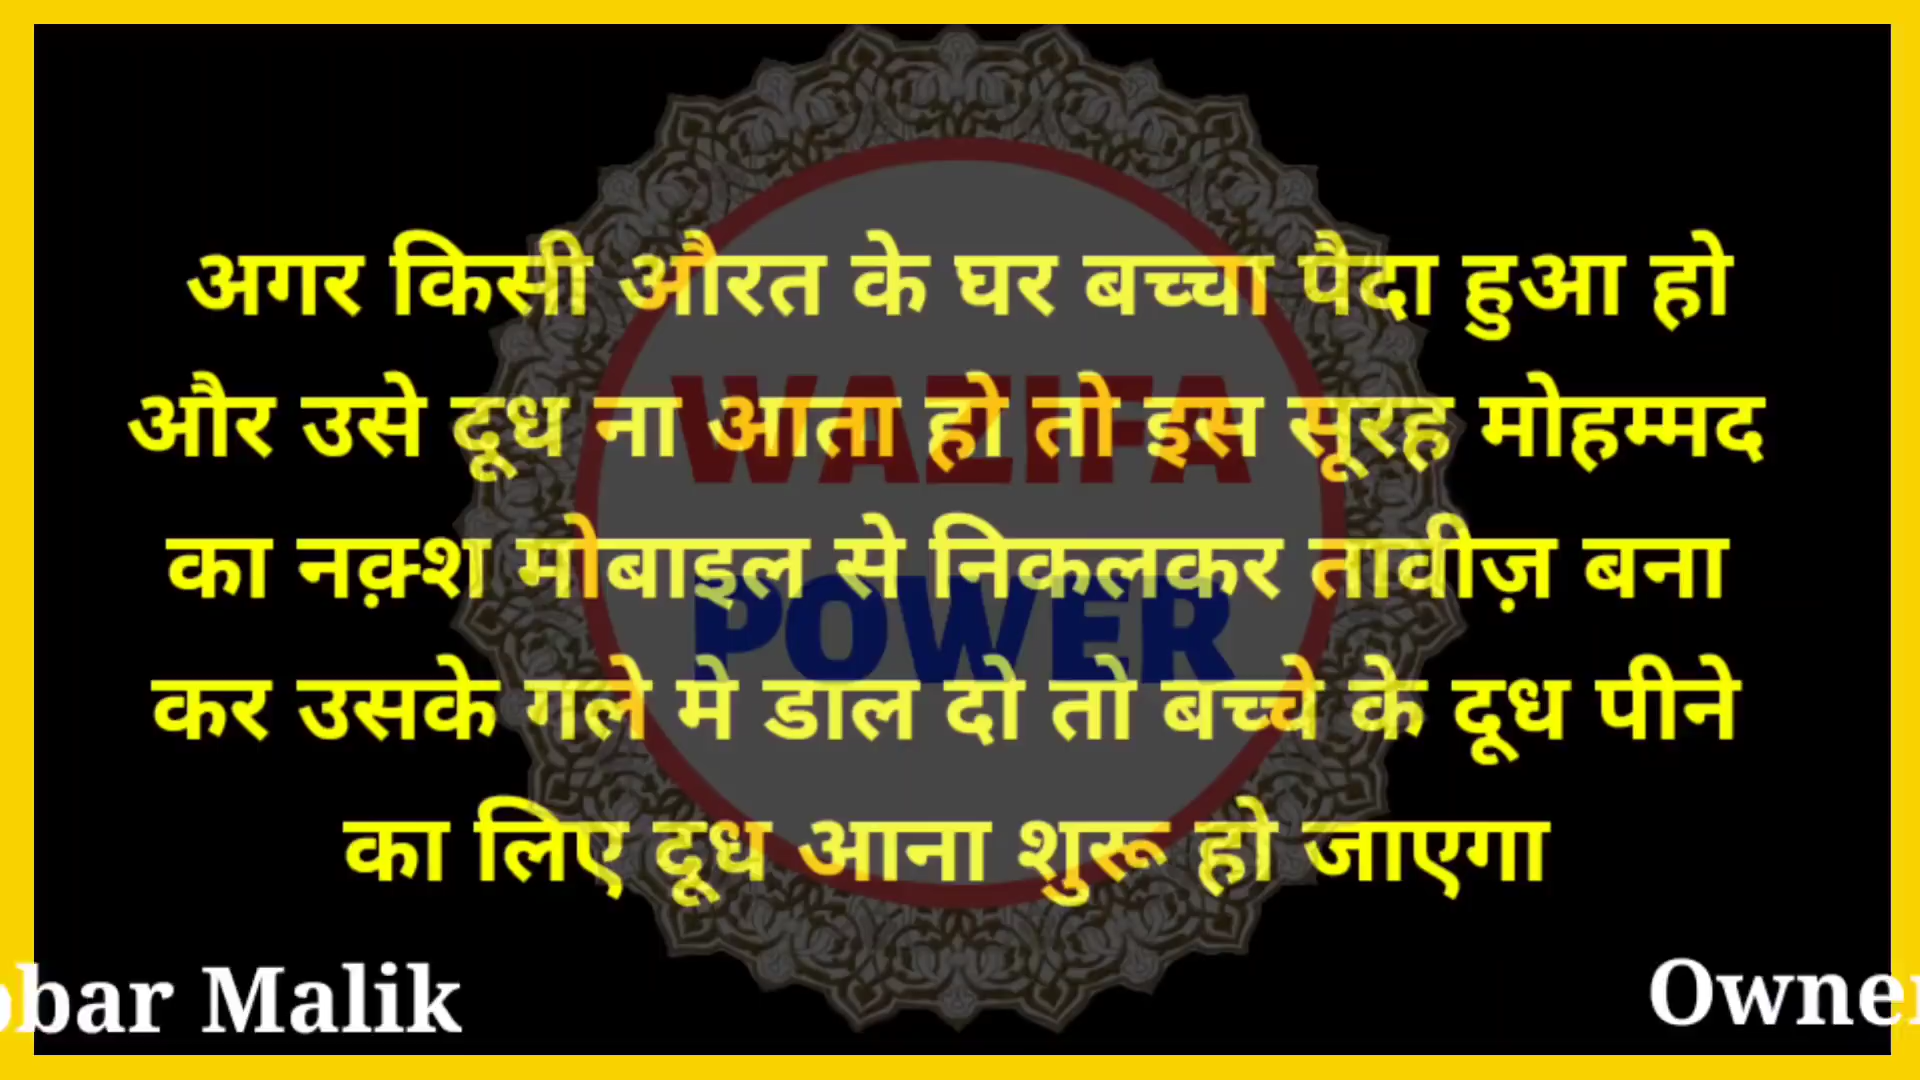 अगर किसी औरत के घर बच्चा पैदा हुआ हो
और उसे दूध ना आता हो तो इस सूरह मोहम्मद
का नक़्श मोबाइल से निकलकर तावीज़ बना
कर उसके गले मे डाल दो तो बच्चे के दूध पीने
का लिए दूध आना शुरू हो जाएगा
WAZIFA
POWER
bar Malik
Owner